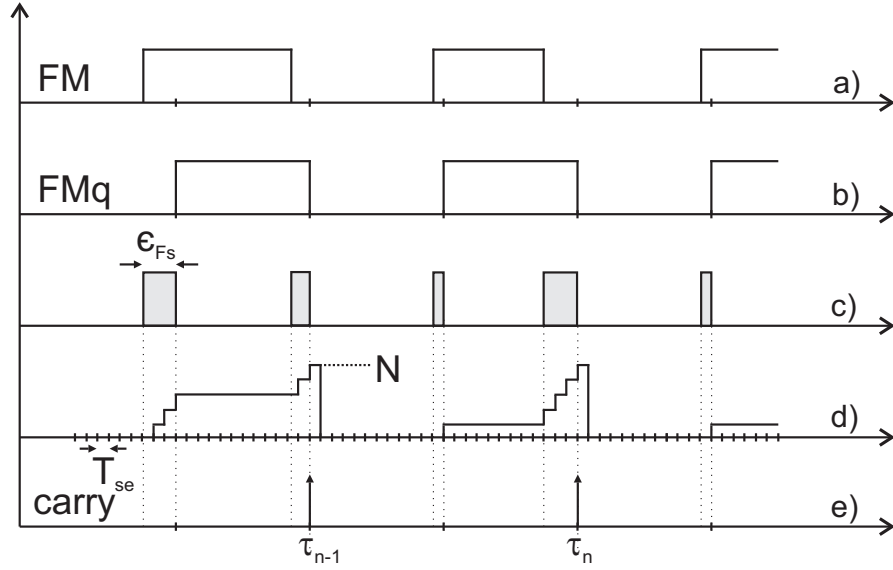 FM
a)
FMq
b)
ϵFs
c)
N
d)
Tse
carry
e)
τn-1
τn